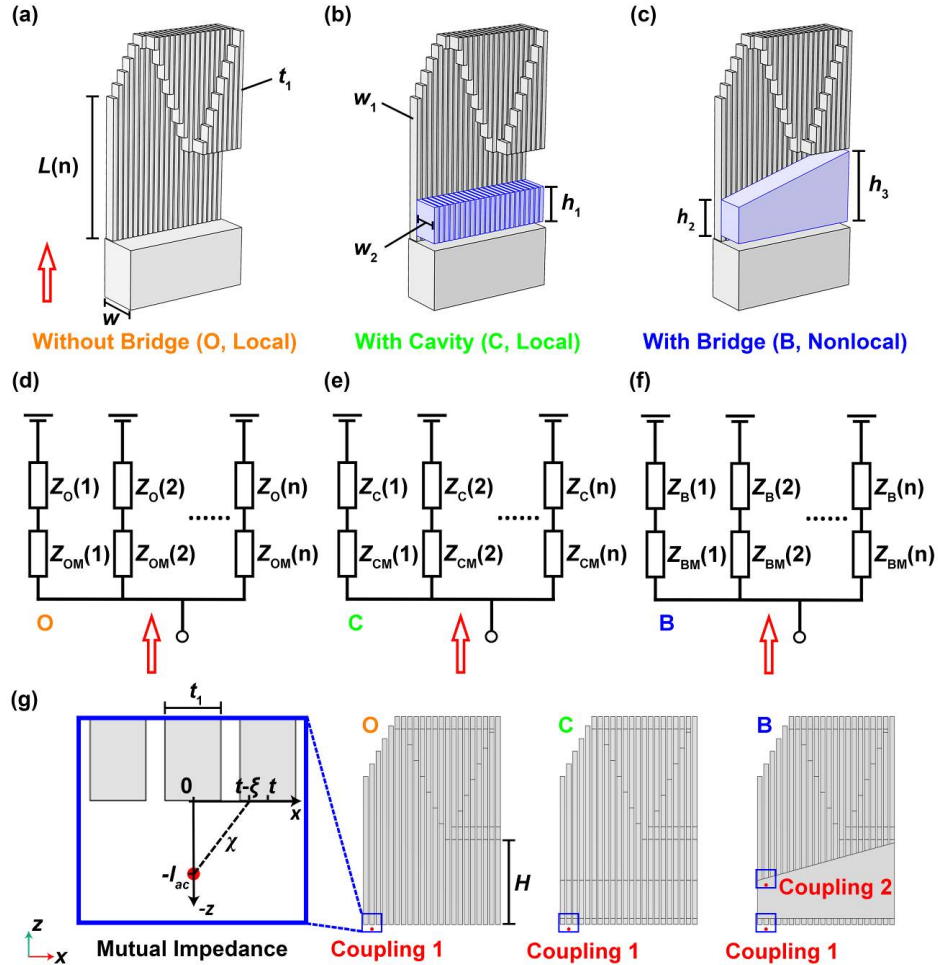 (a)
(b)
(c)
t1
w1
L(n)
h1
h3
h2
w2
w
Without Bridge (O, Local)
With Cavity (C, Local)
With Bridge (B, Nonlocal)
(d)
(e)
(f)
ZO(1) ZO(2) ZO(n)
ZC(1) ZC(2) ZC(n)
ZB(1) ZB(2) ZB(n)
......
......
......
ZOM(1) ZOM(2) ZOM(n)
ZCM(1) ZCM(2) ZCM(n)
ZBM(1) ZBM(2) ZBM(n)
O
C
B
(g)
t1
O
C
B
0
t-ξ
t
x
χ
-lac
-z
H
Coupling 2
z
x
Mutual Impedance
Coupling 1
Coupling 1
Coupling 1